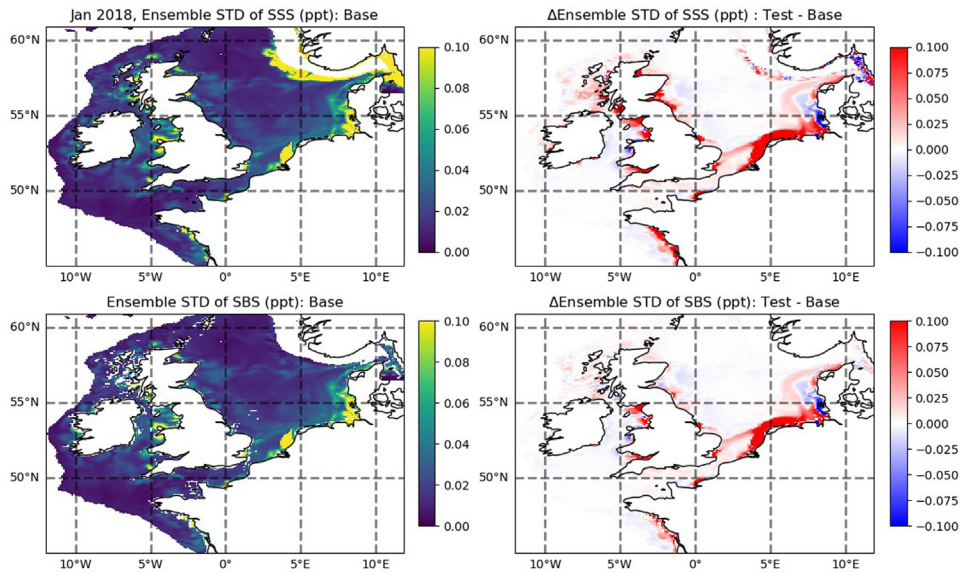 Jan 2018, Ensemble STD of SSS (ppt): Base
60°N
55°N
50°N
10°W 5°W 0° 5°E 10°E
0.10
0.08
0.06
0.04
0.02
0.00
ΔEnsemble STD of SSS (ppt) : Test - Base
60°N
55°N
50°N
10°W 5°W 0° 5°E 10°E
0.100
0.075
0.050
0.025
0.000
−0.025
−0.050
−0.075
−0.100
Ensemble STD of SBS (ppt): Base
60°N
55°N
50°N
10°W 5°W 0° 5°E 10°E
0.10
0.08
0.06
0.04
0.02
0.00
ΔEnsemble STD of SBS (ppt): Test - Base
60°N
55°N
50°N
10°W 5°W 0° 5°E 10°E
0.100
0.075
0.050
0.025
0.000
−0.025
−0.050
−0.075
−0.100